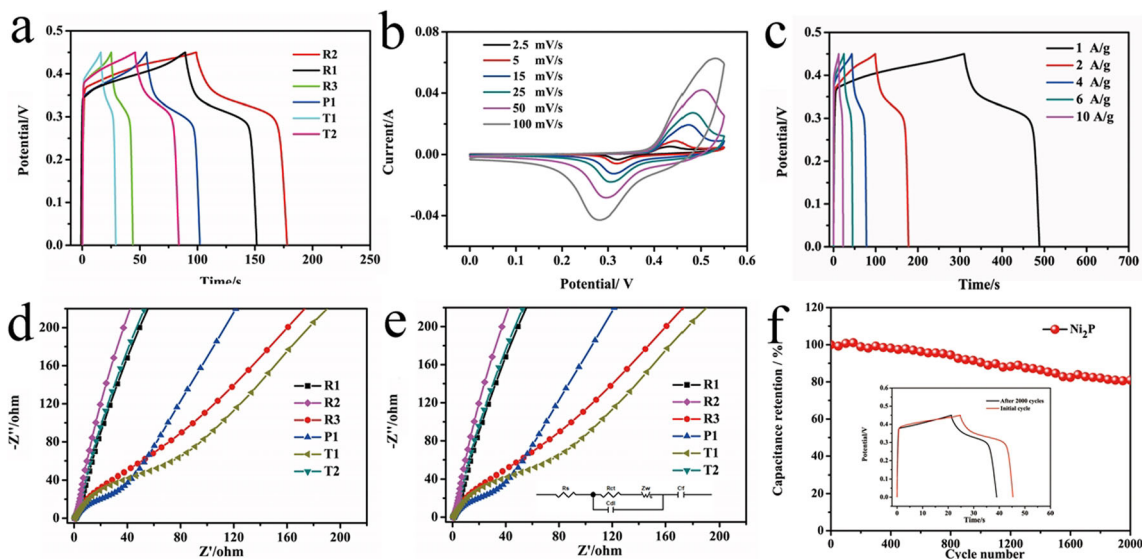 a
Potential/V
0.5
0.4
0.3
0.2
0.1
0.0
R2
R1
R3
P1
T1
T2
0 50 100 150 200 250
Time/s
b
Current/A
0.08
0.04
0.00
-0.04
2.5 mV/s
5 mV/s
15 mV/s
25 mV/s
50 mV/s
100 mV/s
0.0 0.1 0.2 0.3 0.4 0.5 0.6
Potential/ V
c
Potential/V
0.5
0.4
0.3
0.2
0.1
0.0
1 A/g
2 A/g
4 A/g
6 A/g
10 A/g
0 100 200 300 400 500 600 700
Time/s
d
-Z''/ohm
200
160
120
80
40
0
R1
R2
R3
P1
T1
T2
0 40 80 120 160 200
Z'/ohm
e
-Z''/ohm
200
160
120
80
40
0
R1
R2
R3
P1
T1
T2
Rs Rct Zw Cf
Cdl
0 40 80 120 160 200
Z'/ohm
f
Capacitance retention / %
120
100
80
60
40
20
0
Ni₂P
Potential/V
0.6
0.5
0.4
0.3
0.2
0.1
0.0
After 2000 cycles
Initial cycle
0 10 20 30 40 50 60
Time/s
0 400 800 1200 1600 2000
Cycle number